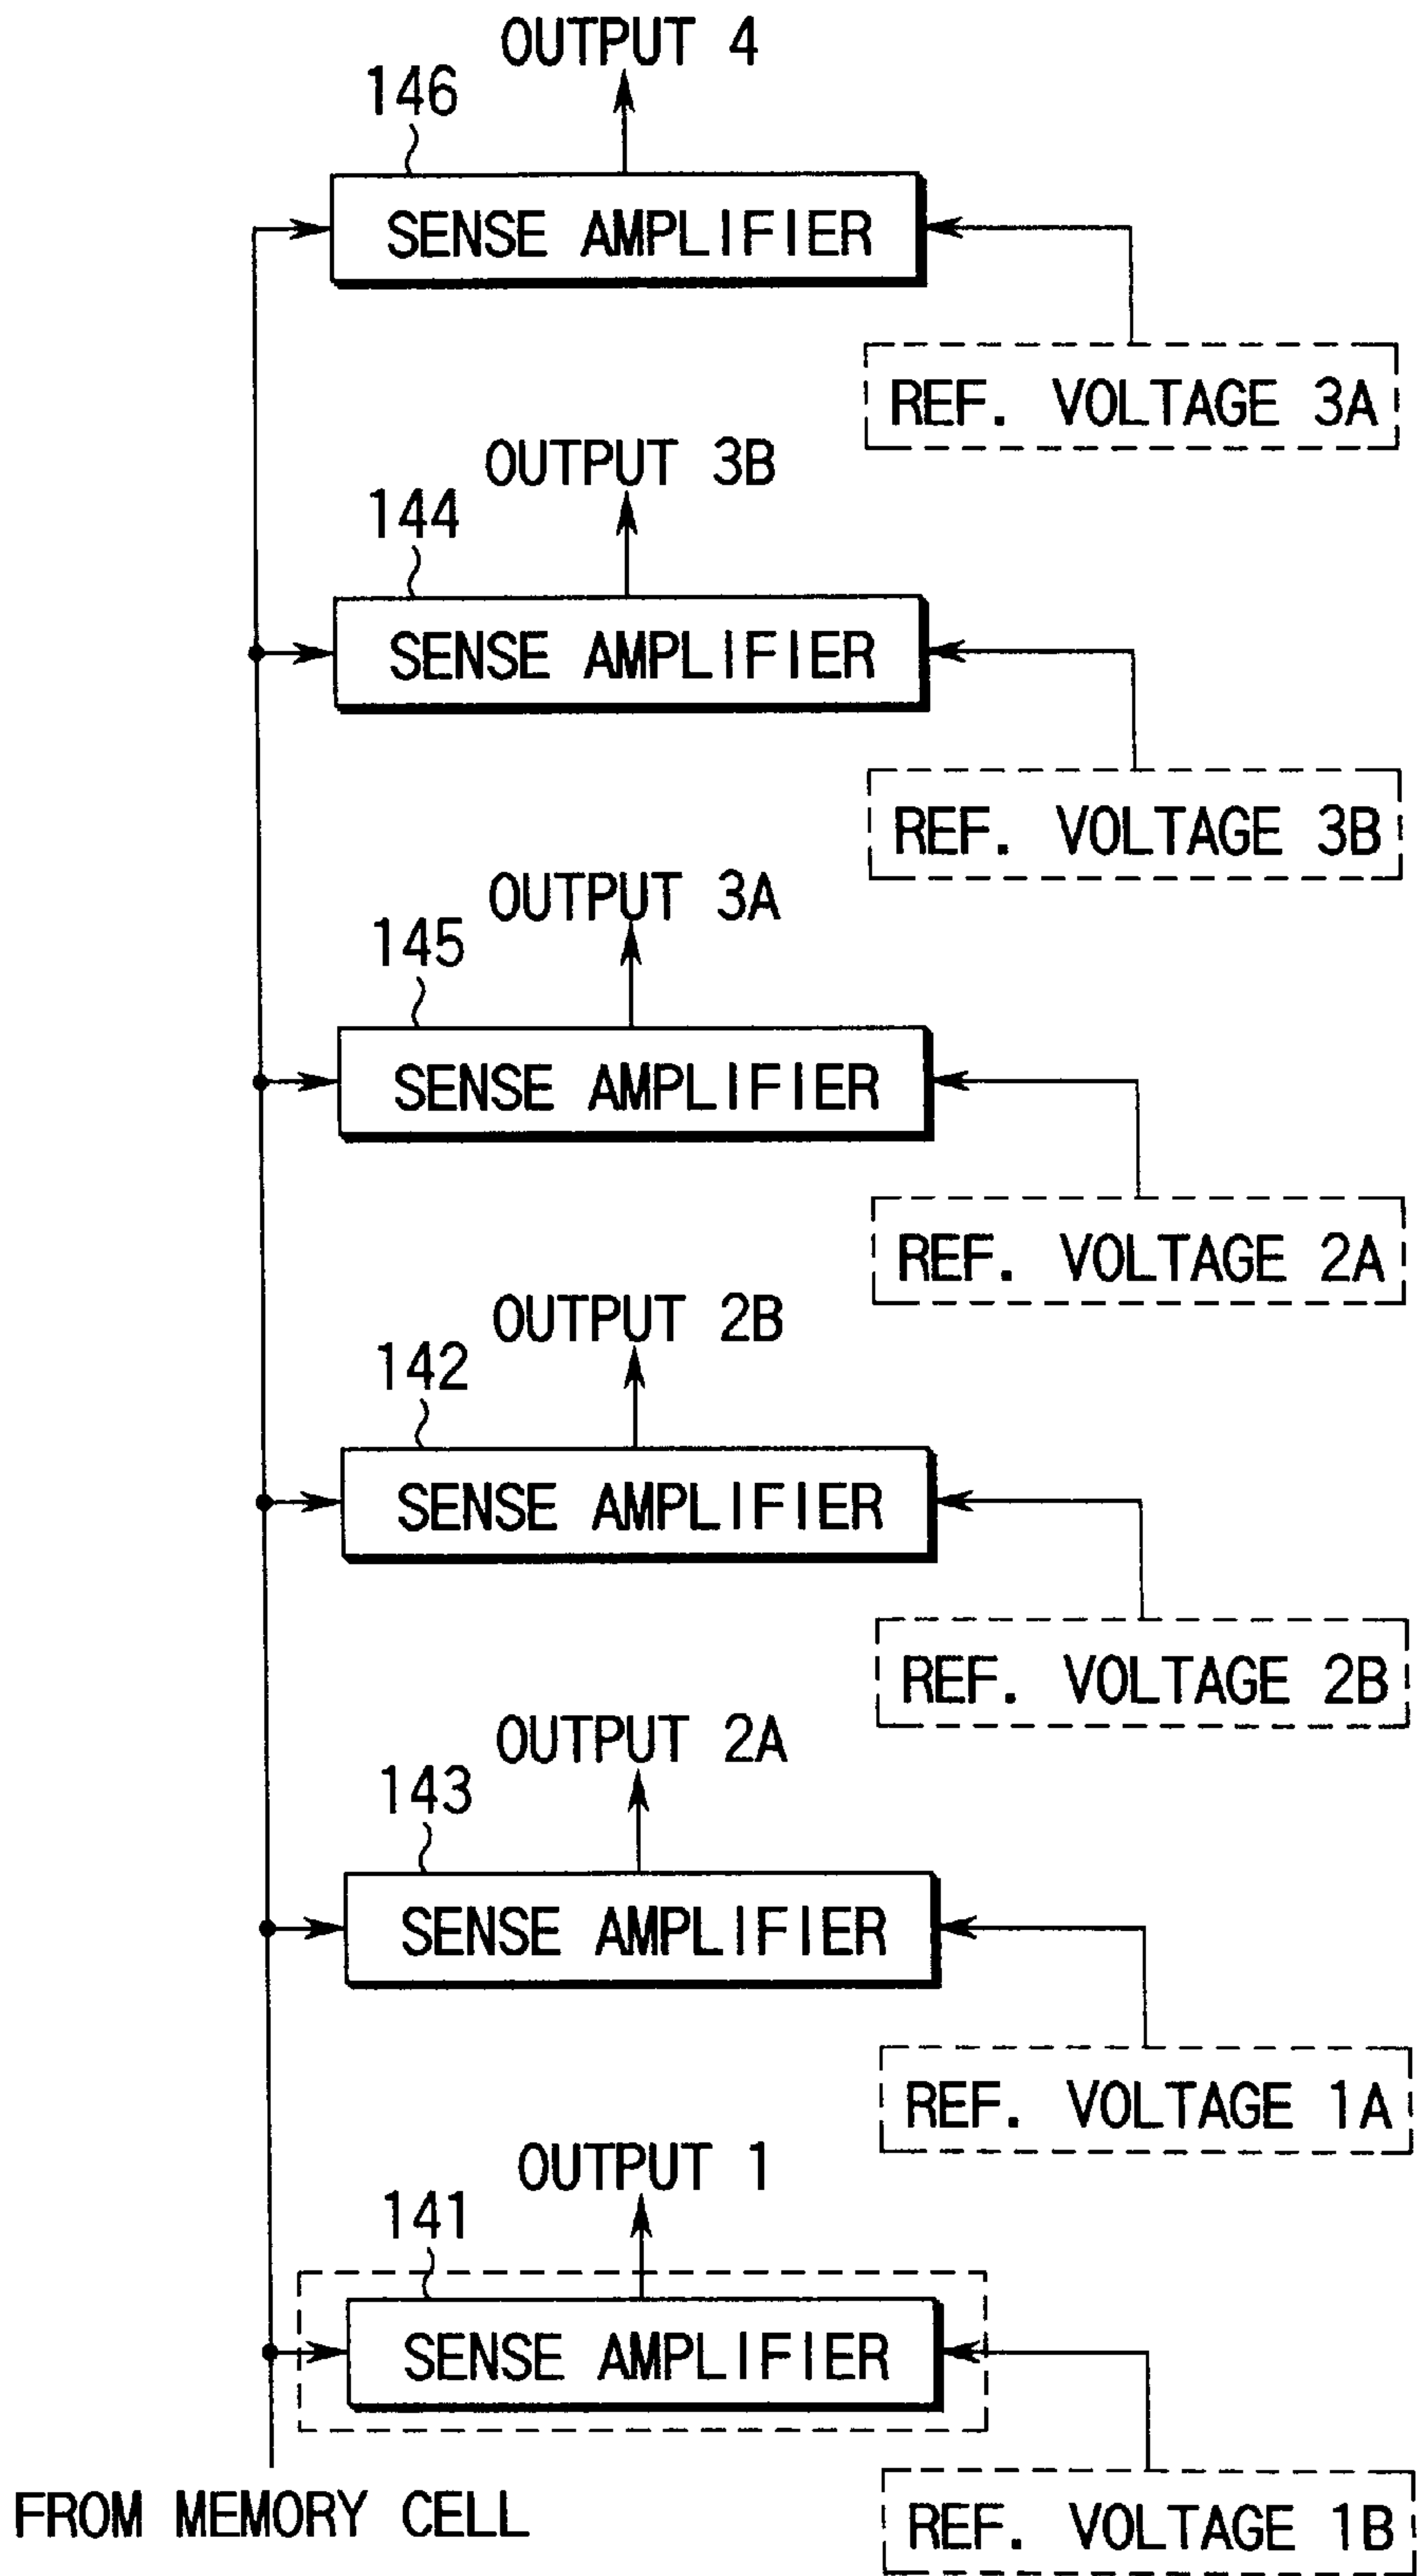 OUTPUT 4
146
SENSE AMPLIFIER
REF. VOLTAGE 3A
OUTPUT 3B
144
SENSE AMPLIFIER
REF. VOLTAGE 3B
OUTPUT 3A
145
SENSE AMPLIFIER
REF. VOLTAGE 2A
OUTPUT 2B
142
SENSE AMPLIFIER
REF. VOLTAGE 2B
OUTPUT 2A
143
SENSE AMPLIFIER
REF. VOLTAGE 1A
OUTPUT 1
141
SENSE AMPLIFIER
FROM MEMORY CELL
REF. VOLTAGE 1B